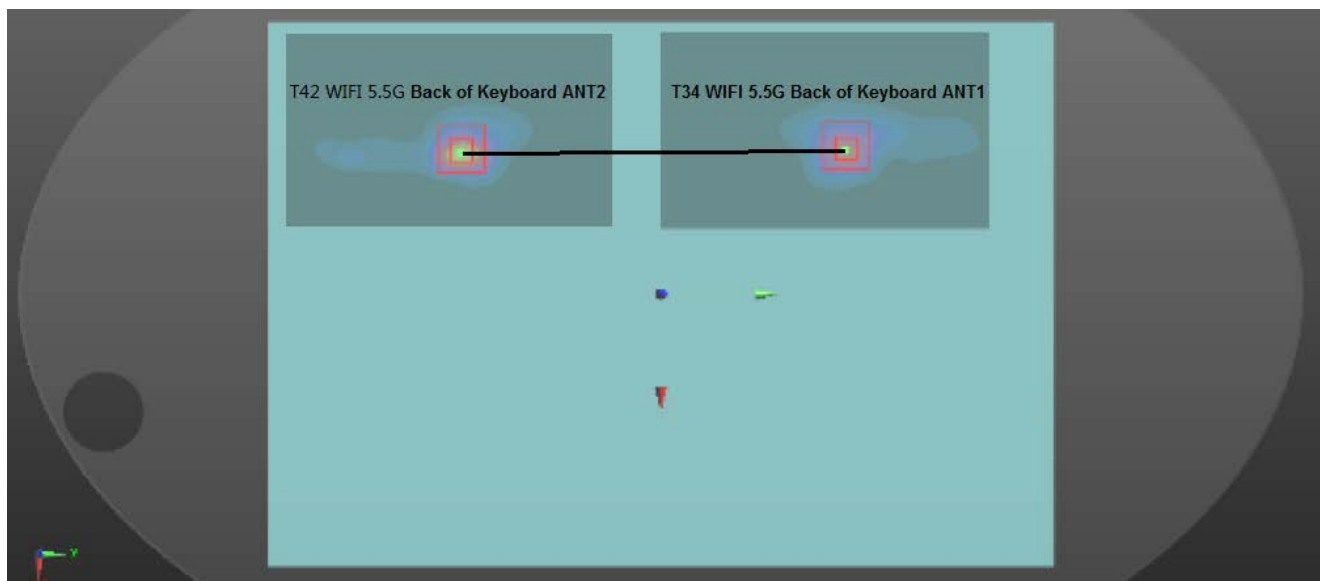 T42 WIFI 5.5G Back of Keyboard ANT2
T34 WIFI 5.5G Back of Keyboard ANT1
Y